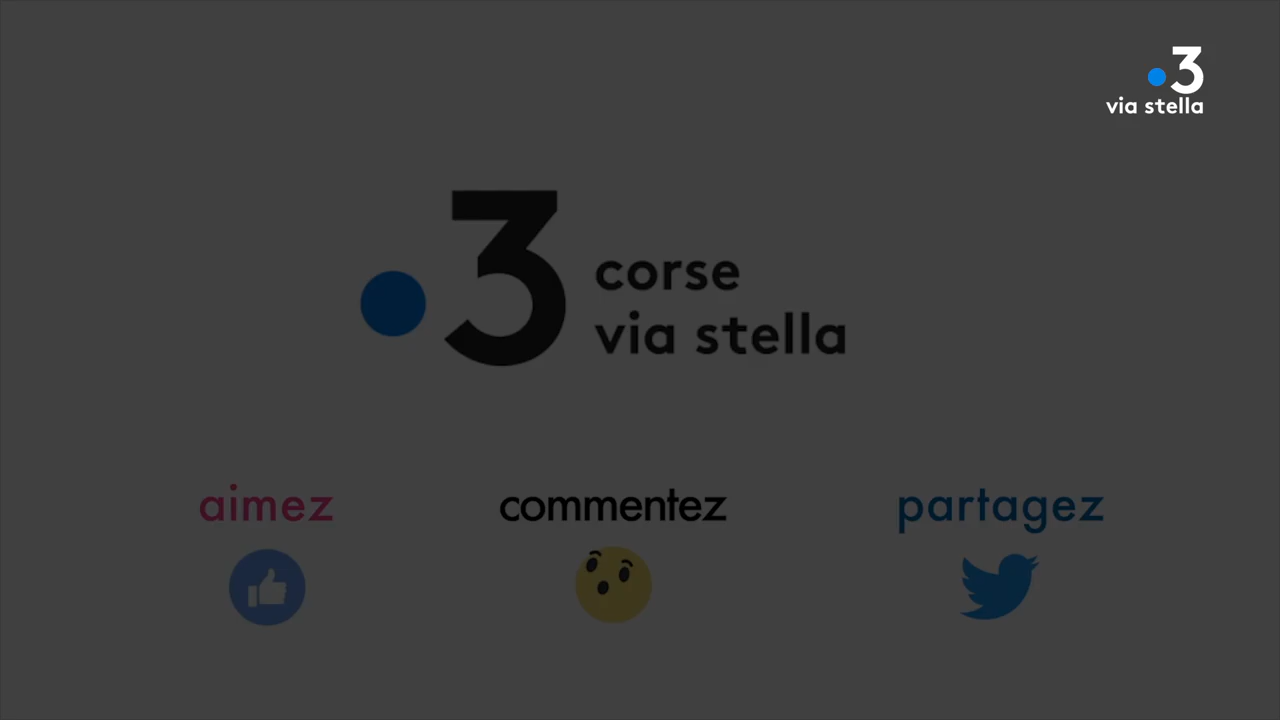 3
via stella
3
corse
via stella
aimez
commentez
partagez